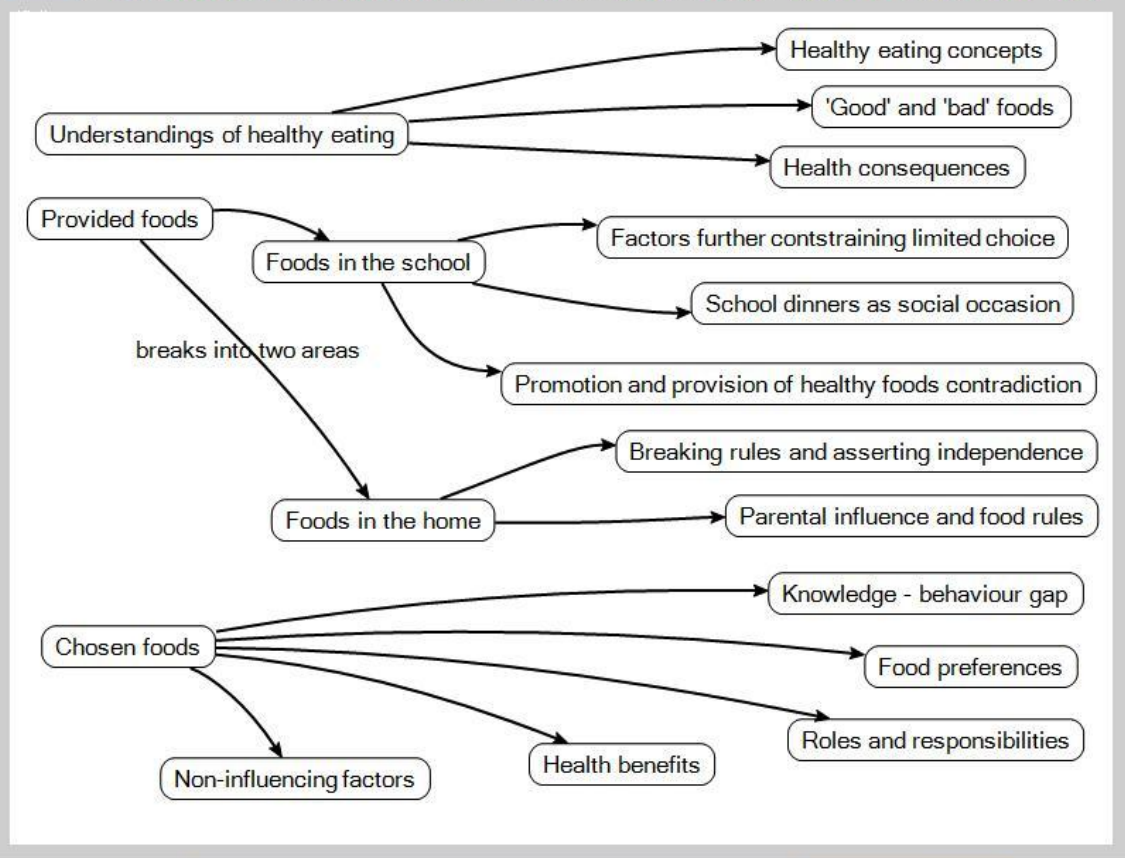 Healthy eating concepts
'Good' and 'bad' foods
Understandings of healthy eating
Health consequences
Provided foods
Factors further contstraining limited choice
Foods in the school
School dinners as social occasion
breaks into two areas
Promotion and provision of healthy foods contradiction
Breaking rules and asserting independence
Foods in the home
Parental influence and food rules
Knowledge - behaviour gap
Chosen foods
Food preferences
Roles and responsibilities
Health benefits
Non-influencing factors